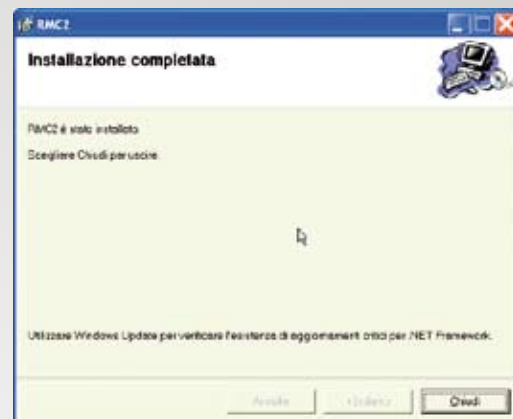 RMC2
Installazione completata
RMC2 è stato installato.
Scegliere Chiudi per uscire.
Utilizzare Windows Update per verificare l'esistenza di aggiornamenti critici per .NET Framework.
Annulla
< Indietro
Chiudi